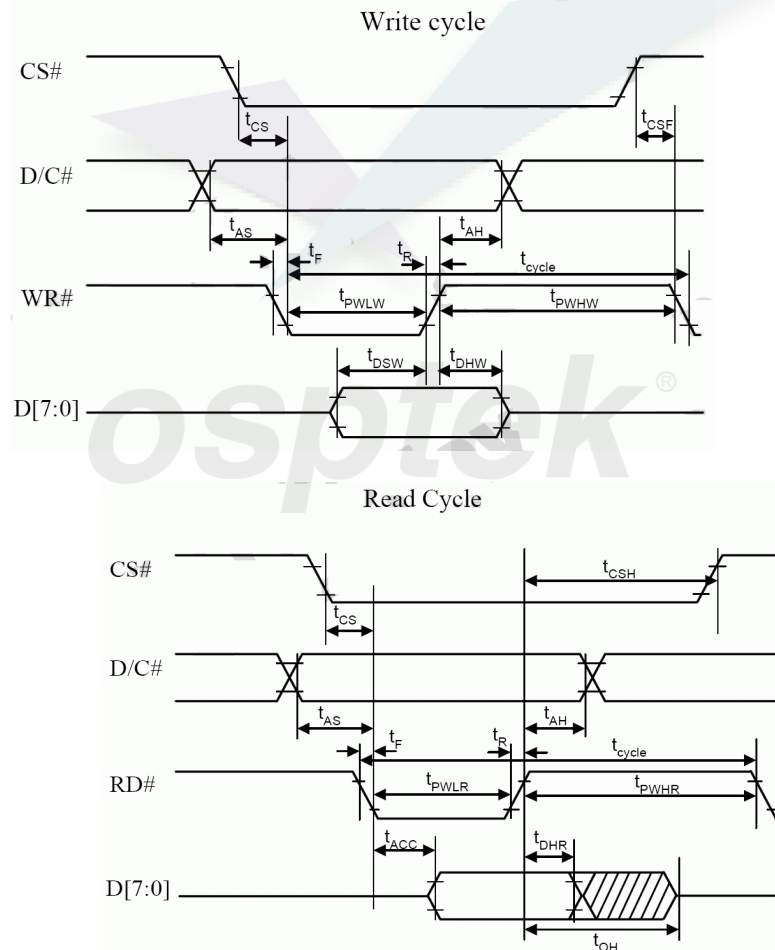 Write cycle
CS#
tCS
tCSF
D/C#
tAS
tAH
tF
tR
tcycle
WR#
tPWLW
tPWHW
tDSW
tDHW
D[7:0]
osptek®
Read Cycle
CS#
tCSH
tCS
D/C#
tAS
tAH
tF
tR
tcycle
RD#
tPWLR
tPWHR
tACC
tDHR
D[7:0]
tOH